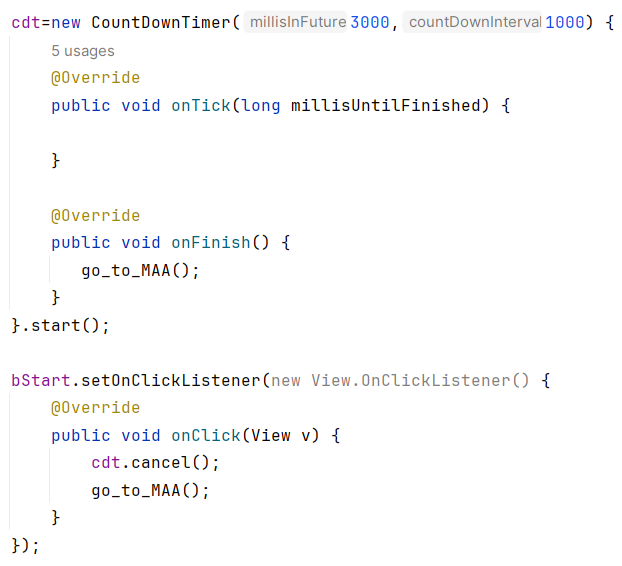 cdt=new CountDownTimer( millisInFuture 3000, countDownInterval 1000) {
5 usages
@Override
public void onTick(long millisUntilFinished) {
}
@Override
public void onFinish() {
go_to_MAA();
}
}.start();
bStart.setOnClickListener(new View.OnClickListener() {
@Override
public void onClick(View v) {
cdt.cancel();
go_to_MAA();
}
});